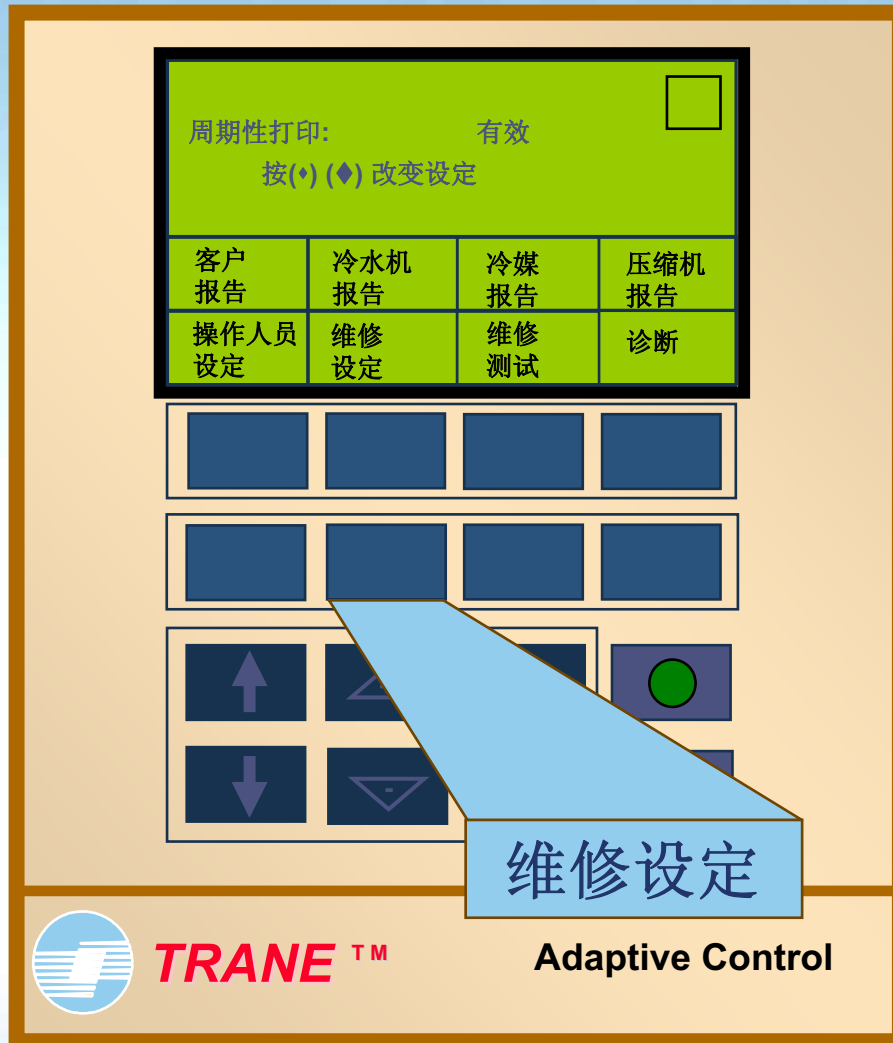 周期性打印: 有效
按(♦) (♦) 改变设定
客户 冷水机 冷媒 压缩机
报告 报告 报告 报告
操作人员 维修 维修 诊断
设定 设定 测试
维修设定
TRANE TM Adaptive Control